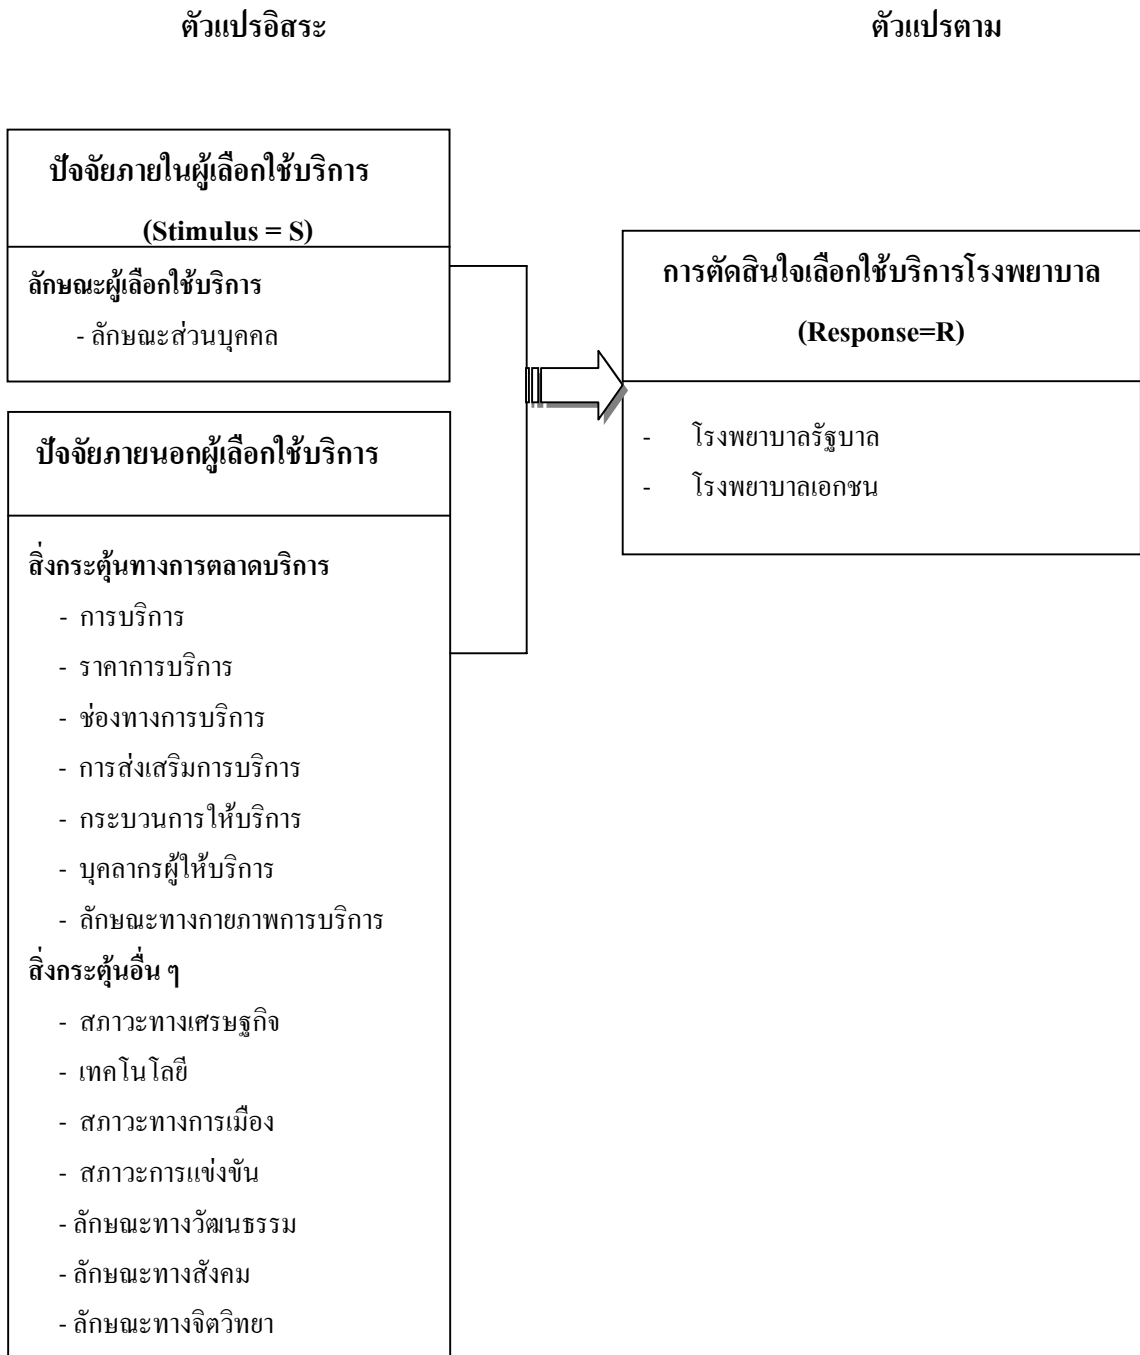 ตัวแปรอิสระ
ตัวแปรตาม
ปัจจัยภายในผู้เลือกใช้บริการ
(Stimulus = S)
ลักษณะผู้เลือกใช้บริการ
- ลักษณะส่วนบุคคล
ปัจจัยภายนอกผู้เลือกใช้บริการ
สิ่งกระตุ้นทางการตลาดบริการ
- การบริการ
- ราคาการบริการ
- ช่องทางการบริการ
- การส่งเสริมการบริการ
- กระบวนการให้บริการ
- บุคลากรผู้ให้บริการ
- ลักษณะทางกายภาพการบริการ
สิ่งกระตุ้นอื่น ๆ
- สภาวะทางเศรษฐกิจ
- เทคโนโลยี
- สภาวะทางการเมือง
- สภาวะการแข่งขัน
- ลักษณะทางวัฒนธรรม
- ลักษณะทางสังคม
- ลักษณะทางจิตวิทยา
การตัดสินใจเลือกใช้บริการโรงพยาบาล
(Response=R)
- โรงพยาบาลรัฐบาล
- โรงพยาบาลเอกชน